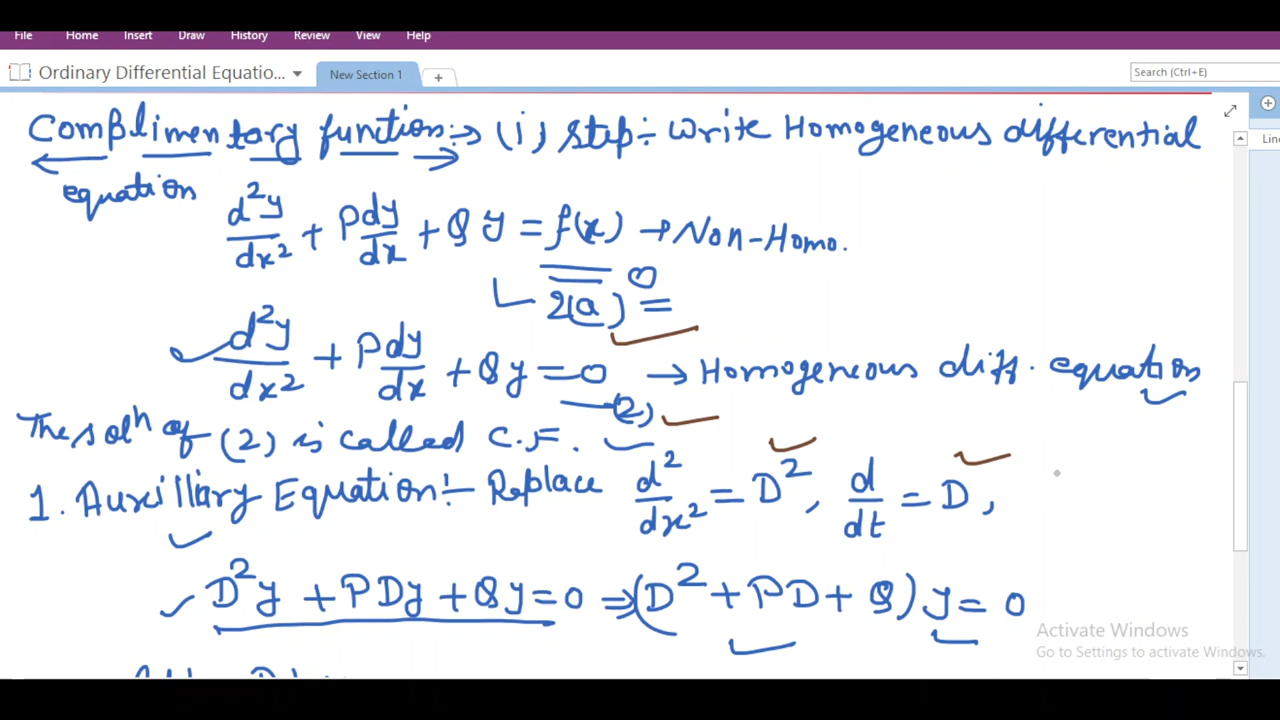 File Home Insert Draw History Review View Help
Ordinary Differential Equatio... New Section 1 + Search (Ctrl+E)
Complimentary function:→ (i) step:- Write Homogeneous differential
equation
d²y/dx² + Pdy/dx + Qy = f(x) → Non-Homo.
2(a) = 0
d²y/dx² + Pdy/dx + Qy = 0 → Homogeneous diff. equation
—(2)
The solⁿ of (2) is called C.F.
1. Auxillary Equation:- Replace d²/dx² = D², d/dt = D,
D²y + PDy + Qy = 0 ⇒ (D² + PD + Q) y = 0
Activate Windows
Go to Settings to activate Windows.